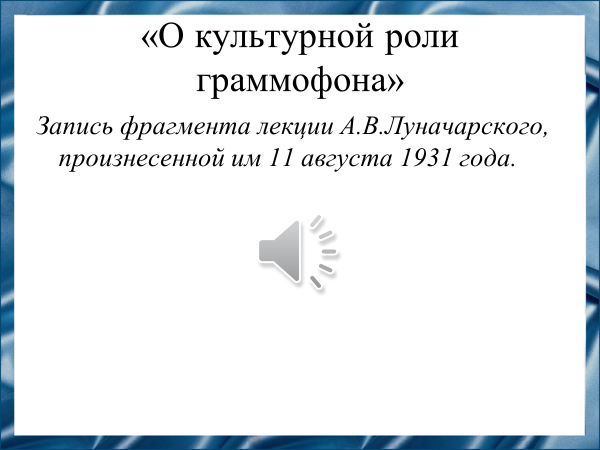 «О культурной роли
граммофона»
Запись фрагмента лекции А.В.Луначарского,
произнесенной им 11 августа 1931 года.